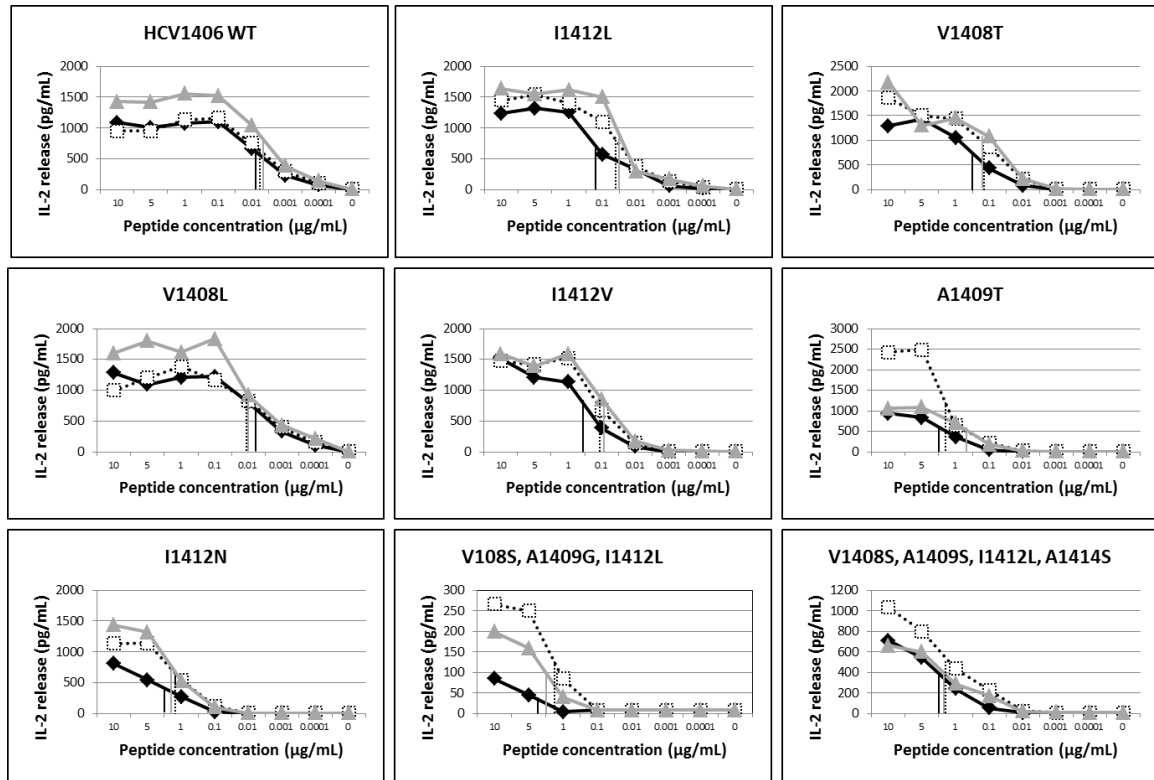 HCV1406 WT
IL-2 release (pg/mL)
2000
1500
1000
500
0
10 5 1 0.1 0.01 0.001 0.0001 0
Peptide concentration (µg/mL)
I1412L
IL-2 release (pg/mL)
2000
1500
1000
500
0
10 5 1 0.1 0.01 0.001 0.0001 0
Peptide concentration (µg/mL)
V1408T
IL-2 release (pg/mL)
2500
2000
1500
1000
500
0
10 5 1 0.1 0.01 0.001 0.0001 0
Peptide concentration (µg/mL)
V1408L
IL-2 release (pg/mL)
2000
1500
1000
500
0
10 5 1 0.1 0.01 0.001 0.0001 0
Peptide concentration (µg/mL)
I1412V
IL-2 release (pg/mL)
2000
1500
1000
500
0
10 5 1 0.1 0.01 0.001 0.0001 0
Peptide concentration (µg/mL)
A1409T
IL-2 release (pg/mL)
3000
2500
2000
1500
1000
500
0
10 5 1 0.1 0.01 0.001 0.0001 0
Peptide concentration (µg/mL)
I1412N
IL-2 release (pg/mL)
2000
1500
1000
500
0
10 5 1 0.1 0.01 0.001 0.0001 0
Peptide concentration (µg/mL)
V108S, A1409G, I1412L
IL-2 release (pg/mL)
300
250
200
150
100
50
0
10 5 1 0.1 0.01 0.001 0.0001 0
Peptide concentration (µg/mL)
V1408S, A1409S, I1412L, A1414S
IL-2 release (pg/mL)
1200
1000
800
600
400
200
0
10 5 1 0.1 0.01 0.001 0.0001 0
Peptide concentration (µg/mL)